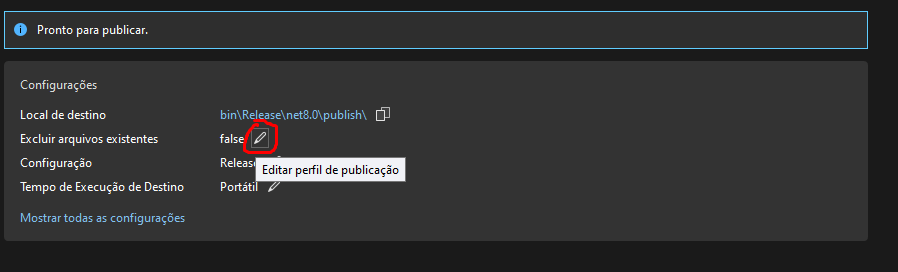 Pronto para publicar.
Configurações
Local de destino bin\Release\net8.0\publish\
Excluir arquivos existentes false
Configuração Release
Editar perfil de publicação
Tempo de Execução de Destino Portátil
Mostrar todas as configurações